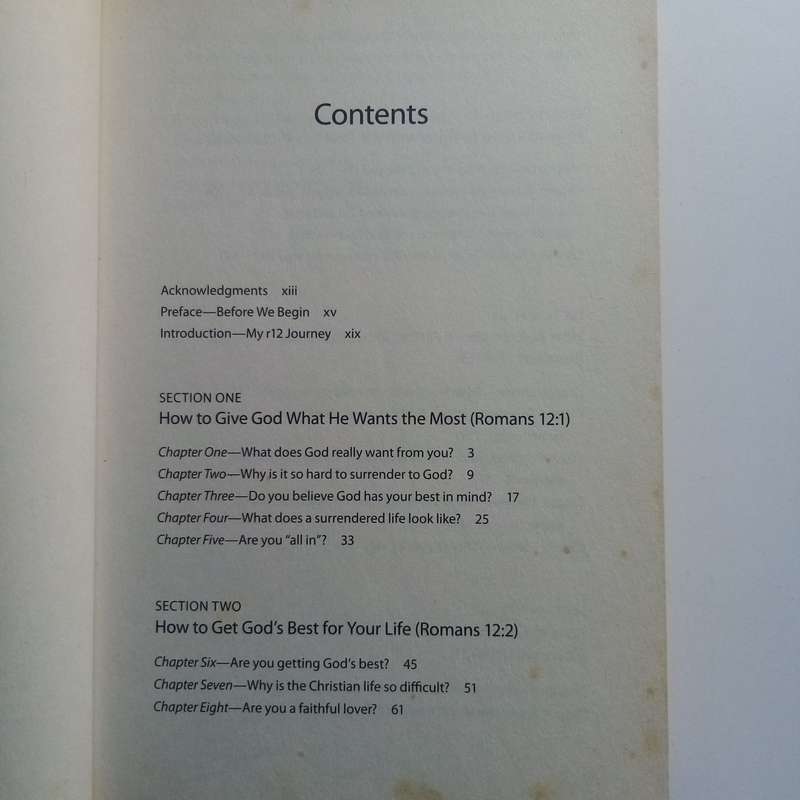 Contents
Acknowledgments xiii
Preface—Before We Begin xv
Introduction—My r12 Journey xix
SECTION ONE
How to Give God What He Wants the Most (Romans 12:1)
Chapter One—What does God really want from you? 3
Chapter Two—Why is it so hard to surrender to God? 9
Chapter Three—Do you believe God has your best in mind? 17
Chapter Four—What does a surrendered life look like? 25
Chapter Five—Are you “all in”? 33
SECTION TWO
How to Get God’s Best for Your Life (Romans 12:2)
Chapter Six—Are you getting God’s best? 45
Chapter Seven—Why is the Christian life so difficult? 51
Chapter Eight—Are you a faithful lover? 61